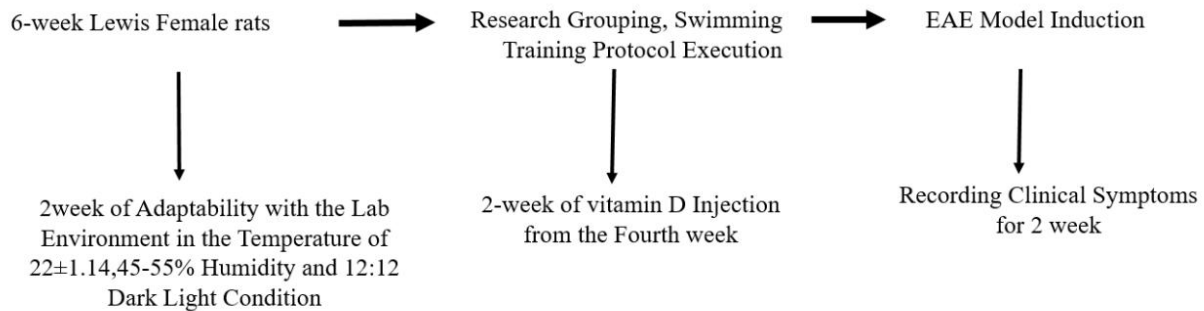 6-week Lewis Female rats
Research Grouping, Swimming
Training Protocol Execution
EAE Model Induction
2week of Adaptability with the Lab
Environment in the Temperature of
22±1.14,45-55% Humidity and 12:12
Dark Light Condition
2-week of vitamin D Injection
from the Fourth week
Recording Clinical Symptoms
for 2 week